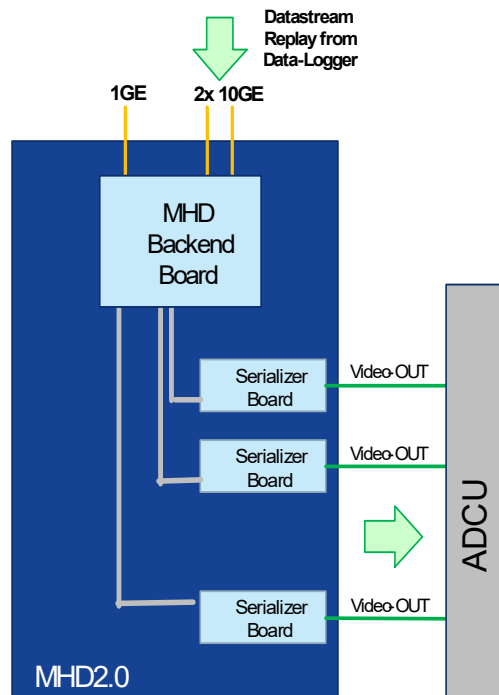 Datastream
Replay from
Data-Logger
1GE
2x 10GE
MHD
Backend
Board
Serializer
Board
Video-OUT
Serializer
Board
Video-OUT
ADCU
Serializer
Board
Video-OUT
MHD2.0